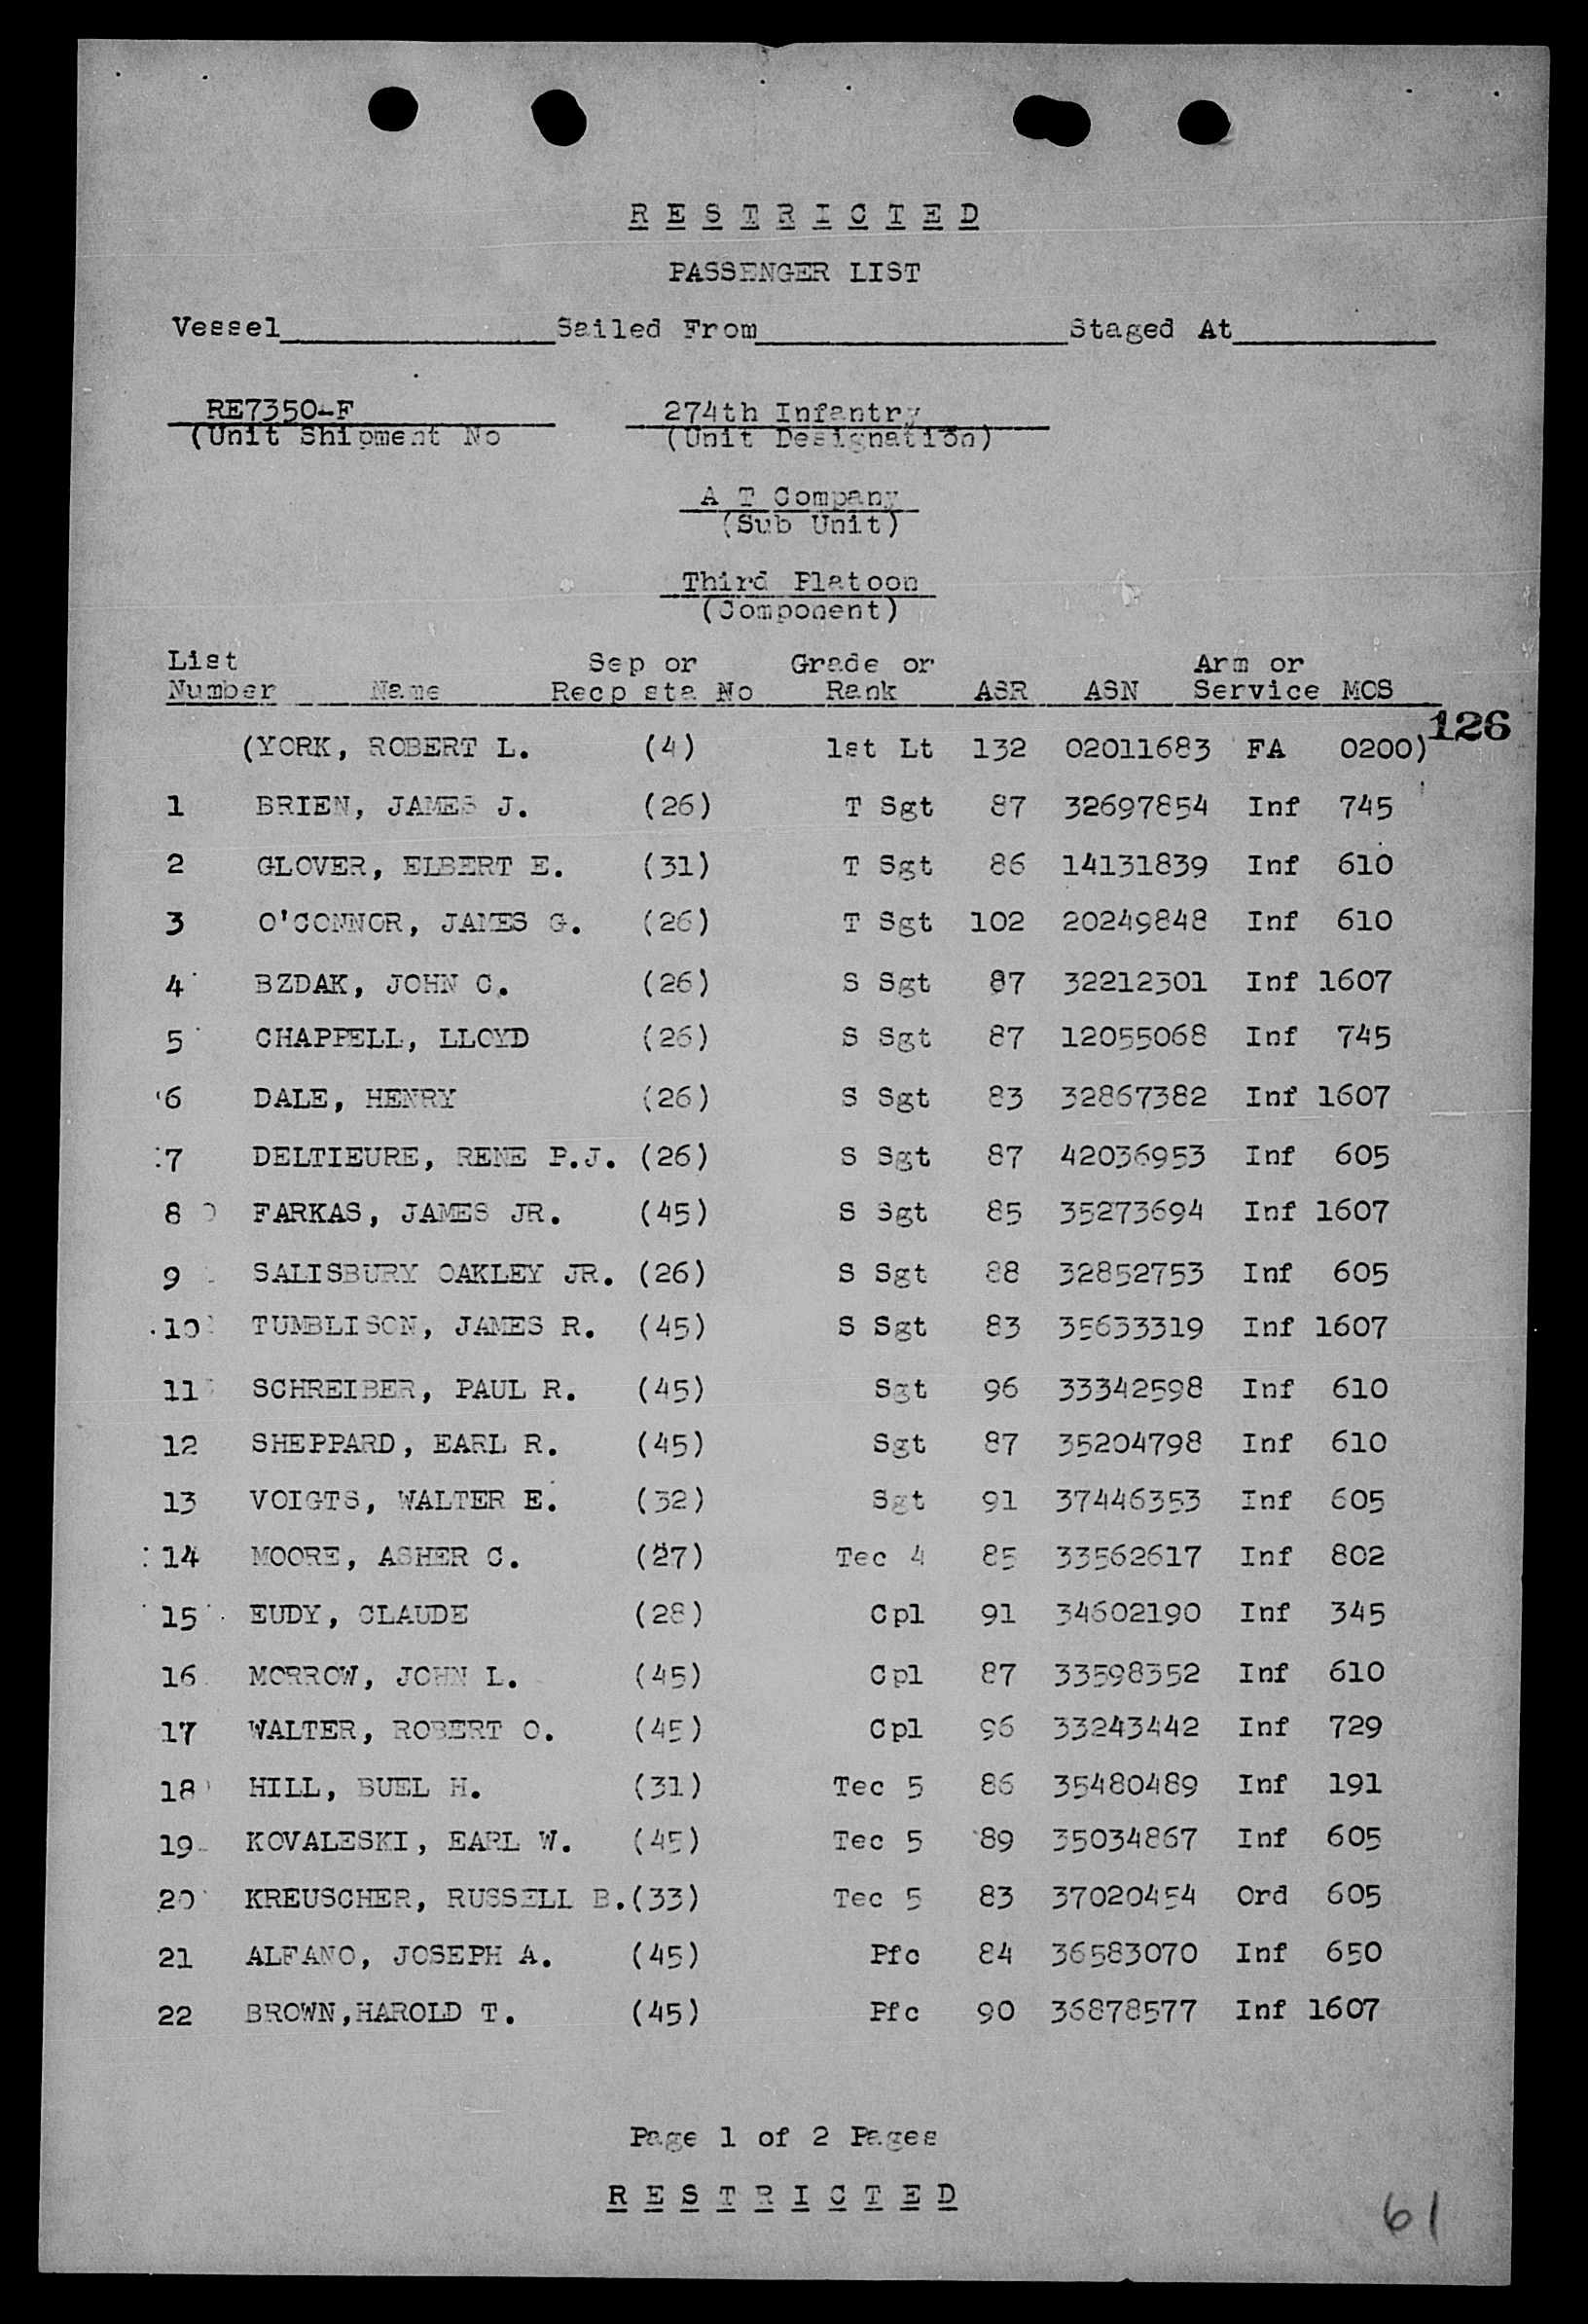 R E S T R I C T E D
PASSENGER LIST
Vessel_______________Sailed From_________________Staged At___________
RE7350-F 274th Infantry
(Unit Shipment No (Unit Designation)
A T Company
(Sub Unit)
Third Platoon
(Component)
List Sep or Grade or Arm or
Number Name Recp sta No Rank ASR ASN Service MOS
126
(YORK, ROBERT L. (4) 1st Lt 132 02011683 FA 0200)
1 BRIEN, JAMES J. (26) T Sgt 87 32697854 Inf 745
2 GLOVER, ELBERT E. (31) T Sgt 86 14131839 Inf 610
3 O'CONNOR, JAMES G. (26) T Sgt 102 20249848 Inf 610
4 BZDAK, JOHN C. (26) S Sgt 87 32212301 Inf 1607
5 CHAPPELL, LLOYD (26) S Sgt 87 12055068 Inf 745
6 DALE, HENRY (26) S Sgt 83 32867382 Inf 1607
7 DELTIEURE, RENE P.J. (26) S Sgt 87 42036953 Inf 605
8 FARKAS, JAMES JR. (45) S Sgt 85 35273694 Inf 1607
9 SALISBURY OAKLEY JR. (26) S Sgt 88 32852753 Inf 605
10 TUMBLISON, JAMES R. (45) S Sgt 83 35633319 Inf 1607
11 SCHREIBER, PAUL R. (45) Sgt 96 33342598 Inf 610
12 SHEPPARD, EARL R. (45) Sgt 87 35204798 Inf 610
13 VOIGTS, WALTER E. (32) Sgt 91 37446353 Inf 605
14 MOORE, ASHER C. (27) Tec 4 85 33562617 Inf 802
15 EUDY, CLAUDE (28) Cpl 91 34602190 Inf 345
16 MORROW, JOHN L. (45) Cpl 87 33598352 Inf 610
17 WALTER, ROBERT O. (45) Cpl 96 33243442 Inf 729
18 HILL, BUEL H. (31) Tec 5 86 35480489 Inf 191
19 KOVALESKI, EARL W. (45) Tec 5 89 35034867 Inf 605
20 KREUSCHER, RUSSELL B.(33) Tec 5 83 37020454 Ord 605
21 ALFANO, JOSEPH A. (45) Pfc 84 36583070 Inf 650
22 BROWN,HAROLD T. (45) Pfc 90 36878577 Inf 1607
Page 1 of 2 Pages
R E S T R I C T E D
61